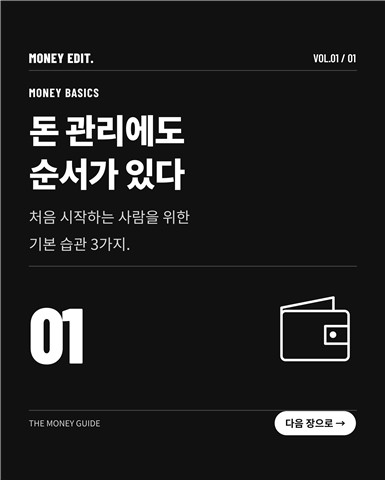 MONEY EDIT.
VOL.01 / 01
MONEY BASICS
돈 관리에도
순서가 있다
처음 시작하는 사람을 위한
기본 습관 3가지.
01
THE MONEY GUIDE
다음 장으로 →